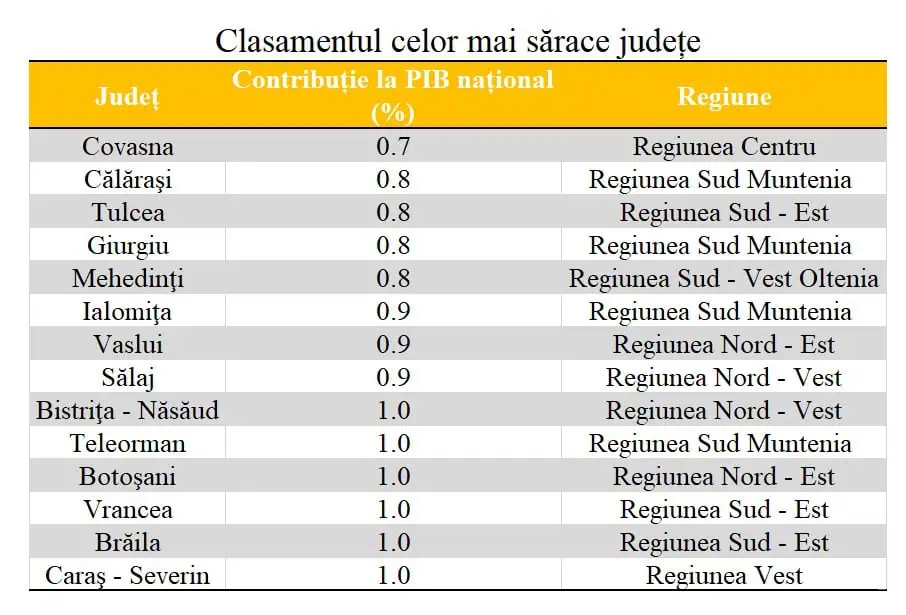 Clasamentul celor mai sărace județe
Județ Contribuție la PIB național (%) Regiune
Covasna 0.7 Regiunea Centru
Călăraşi 0.8 Regiunea Sud Muntenia
Tulcea 0.8 Regiunea Sud - Est
Giurgiu 0.8 Regiunea Sud Muntenia
Mehedinţi 0.8 Regiunea Sud - Vest Oltenia
Ialomiţa 0.9 Regiunea Sud Muntenia
Vaslui 0.9 Regiunea Nord - Est
Sălaj 0.9 Regiunea Nord - Vest
Bistriţa - Năsăud 1.0 Regiunea Nord - Vest
Teleorman 1.0 Regiunea Sud Muntenia
Botoşani 1.0 Regiunea Nord - Est
Vrancea 1.0 Regiunea Sud - Est
Brăila 1.0 Regiunea Sud - Est
Caraş - Severin 1.0 Regiunea Vest